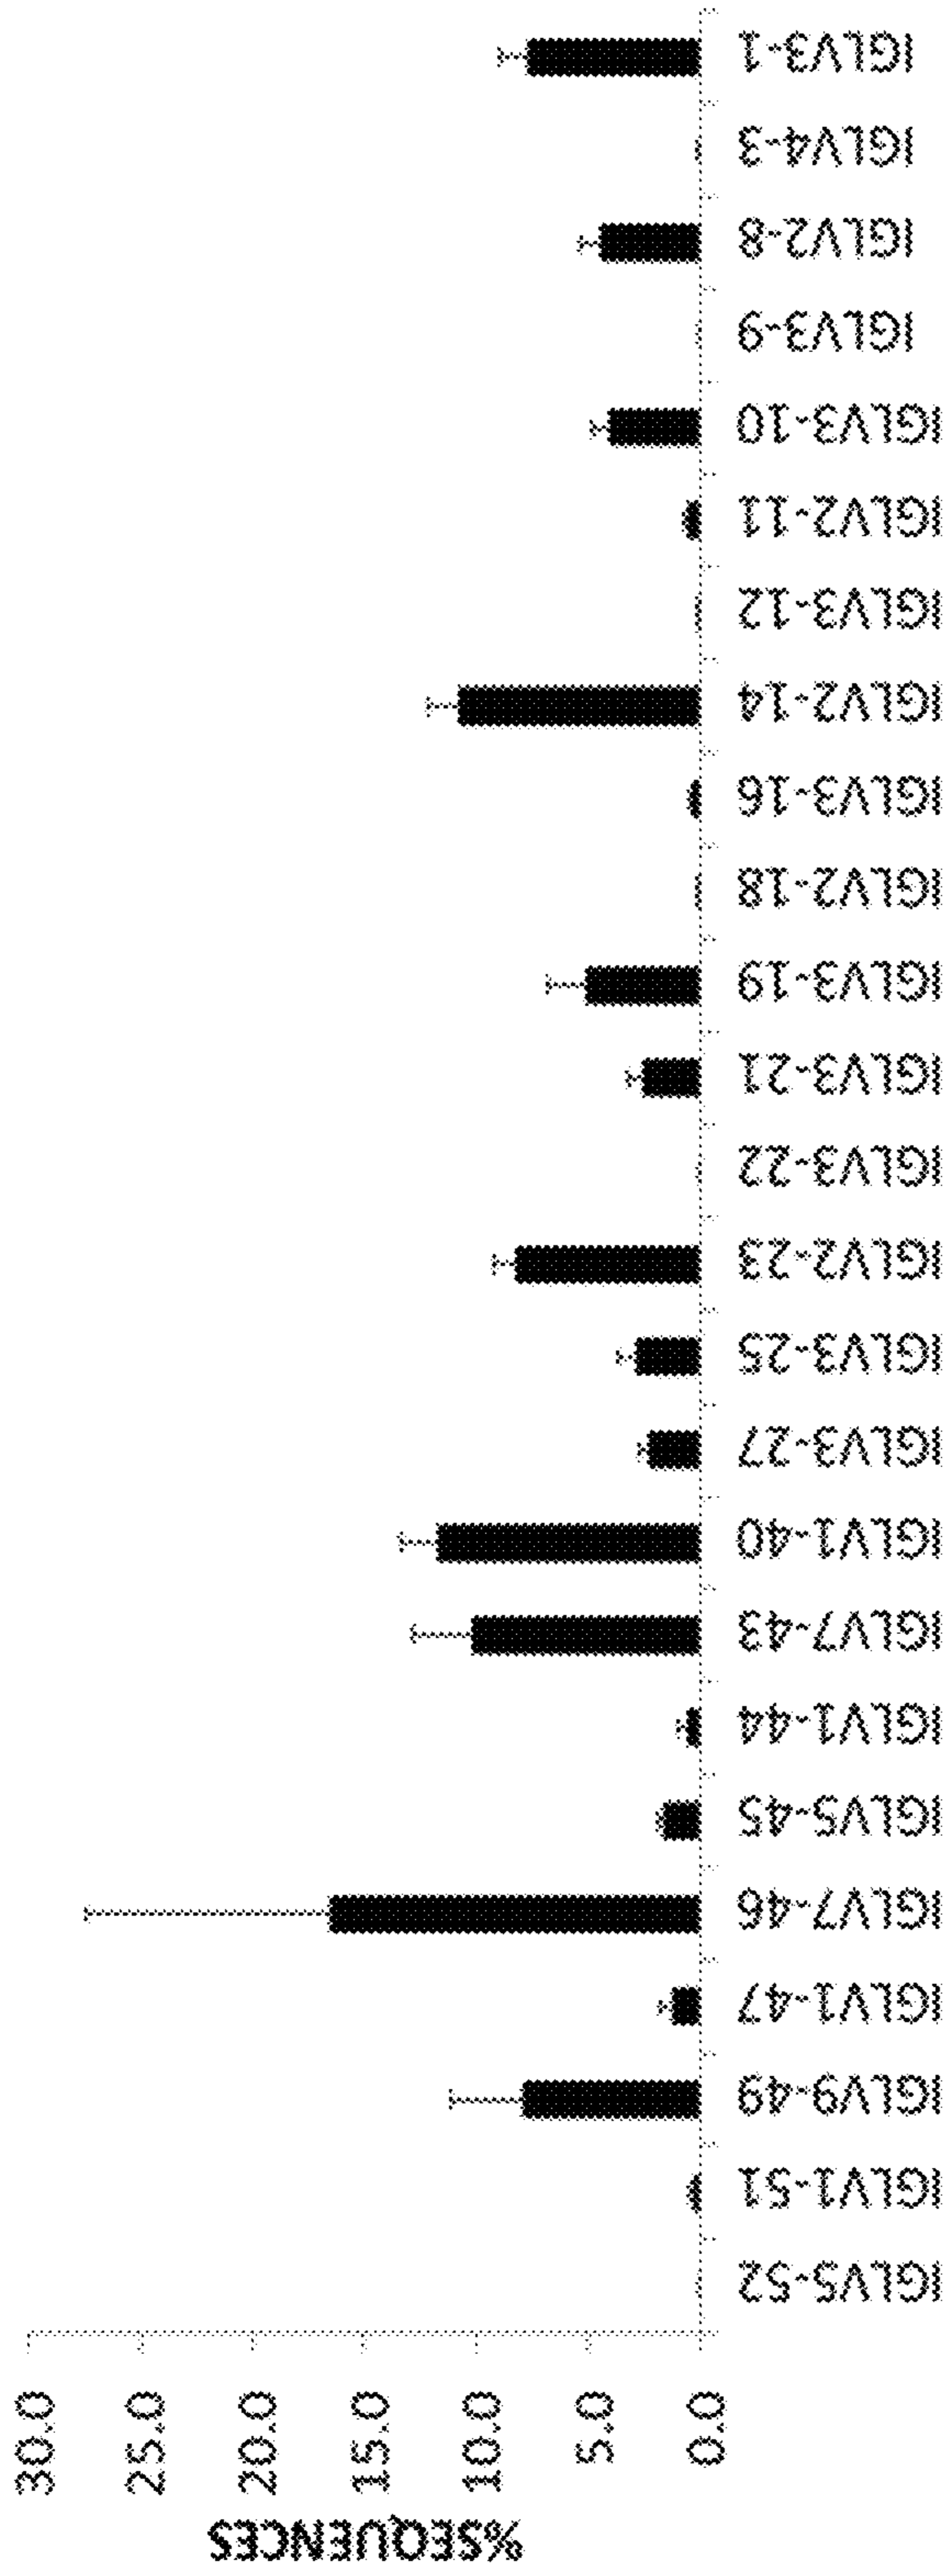 %SEQUENCES
30.0
25.0
20.0
15.0
10.0
5.0
0.0
IGLV5-52
IGLV1-51
IGLV9-49
IGLV1-47
IGLV7-46
IGLV5-45
IGLV1-44
IGLV7-43
IGLV1-40
IGLV3-27
IGLV3-25
IGLV2-23
IGLV3-22
IGLV3-21
IGLV3-19
IGLV2-18
IGLV3-16
IGLV2-14
IGLV3-12
IGLV2-11
IGLV3-10
IGLV3-9
IGLV2-8
IGLV4-3
IGLV3-1